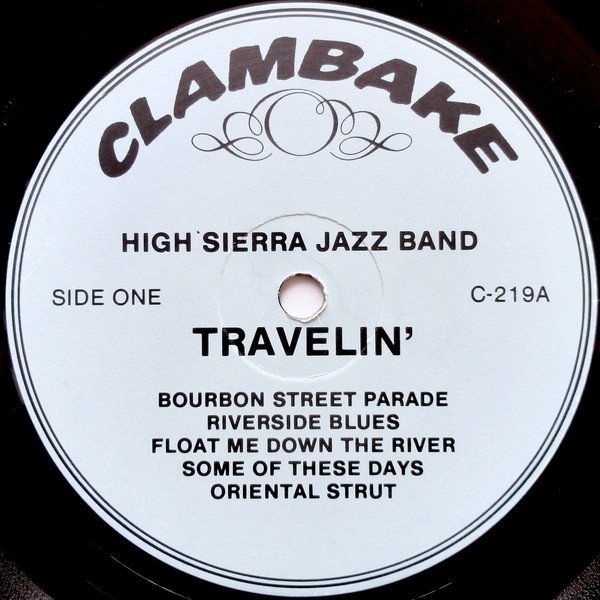 CLAMBAKE
HIGH SIERRA JAZZ BAND
SIDE ONE
C-219A
TRAVELIN'
BOURBON STREET PARADE
RIVERSIDE BLUES
FLOAT ME DOWN THE RIVER
SOME OF THESE DAYS
ORIENTAL STRUT